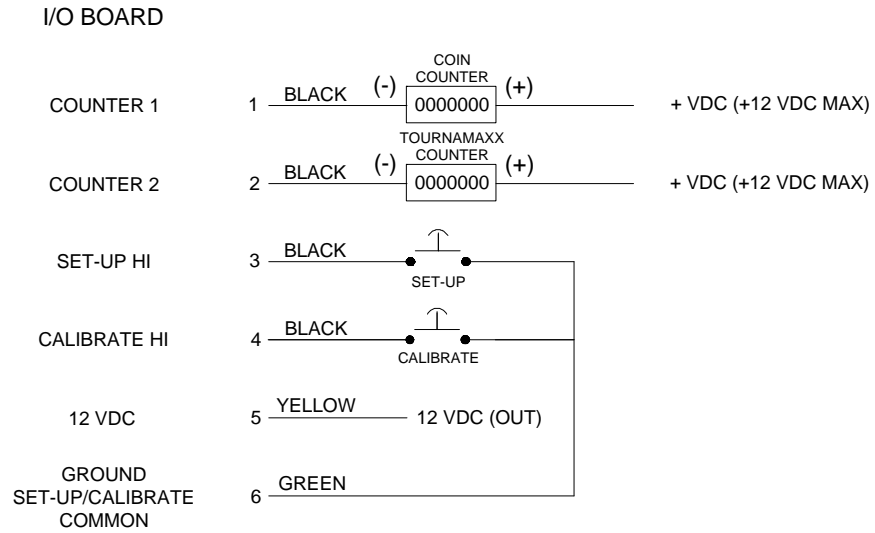 I/O BOARD
COIN
COUNTER
COUNTER 1 1 BLACK (-) 0000000 (+) + VDC (+12 VDC MAX)
TOURNAMAXX
COUNTER
COUNTER 2 2 BLACK (-) 0000000 (+) + VDC (+12 VDC MAX)
SET-UP HI 3 BLACK
SET-UP
CALIBRATE HI 4 BLACK
CALIBRATE
12 VDC 5 YELLOW 12 VDC (OUT)
GROUND
SET-UP/CALIBRATE 6 GREEN
COMMON